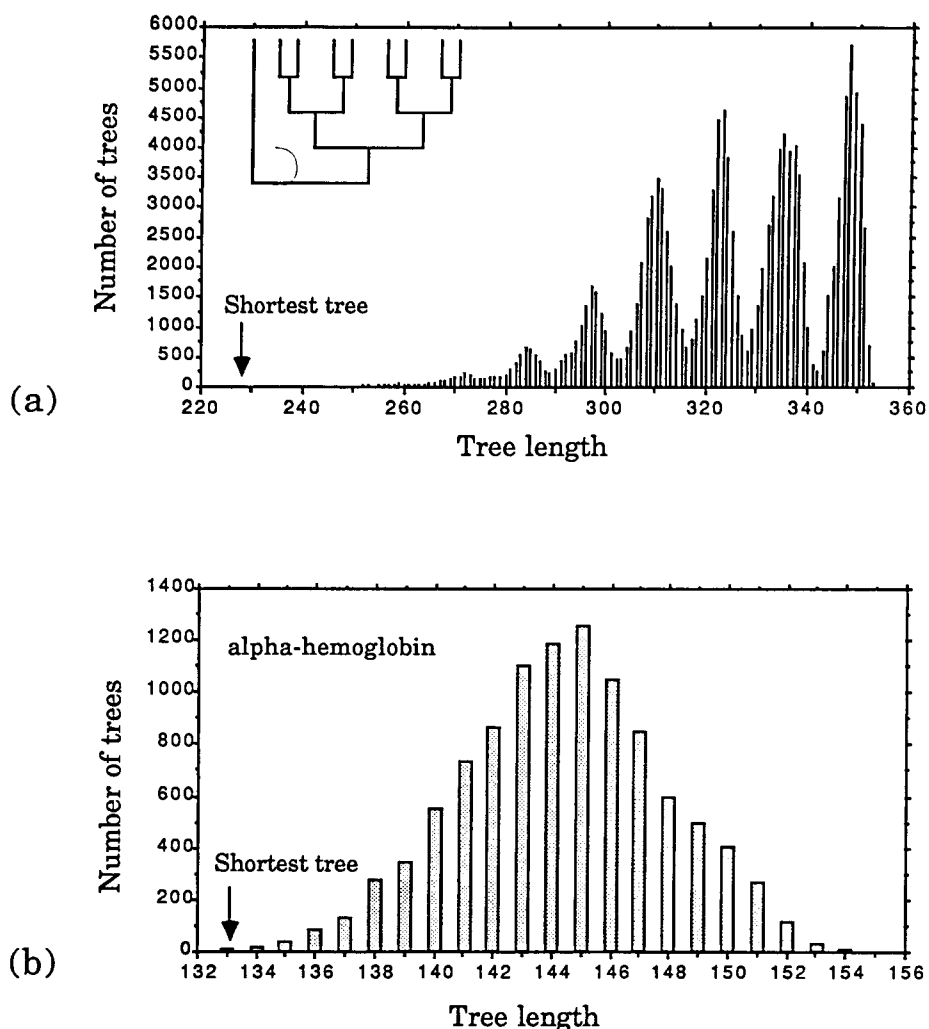 6000
5500
5000
4500
4000
3500
3000
2500
2000
1500
1000
500
0
Number of trees
Shortest tree
(a)
220 240 260 280 300 320 340 360
Tree length
1400
1200
1000
800
600
400
200
0
Number of trees
alpha-hemoglobin
Shortest tree
(b)
132 134 136 138 140 142 144 146 148 150 152 154 156
Tree length